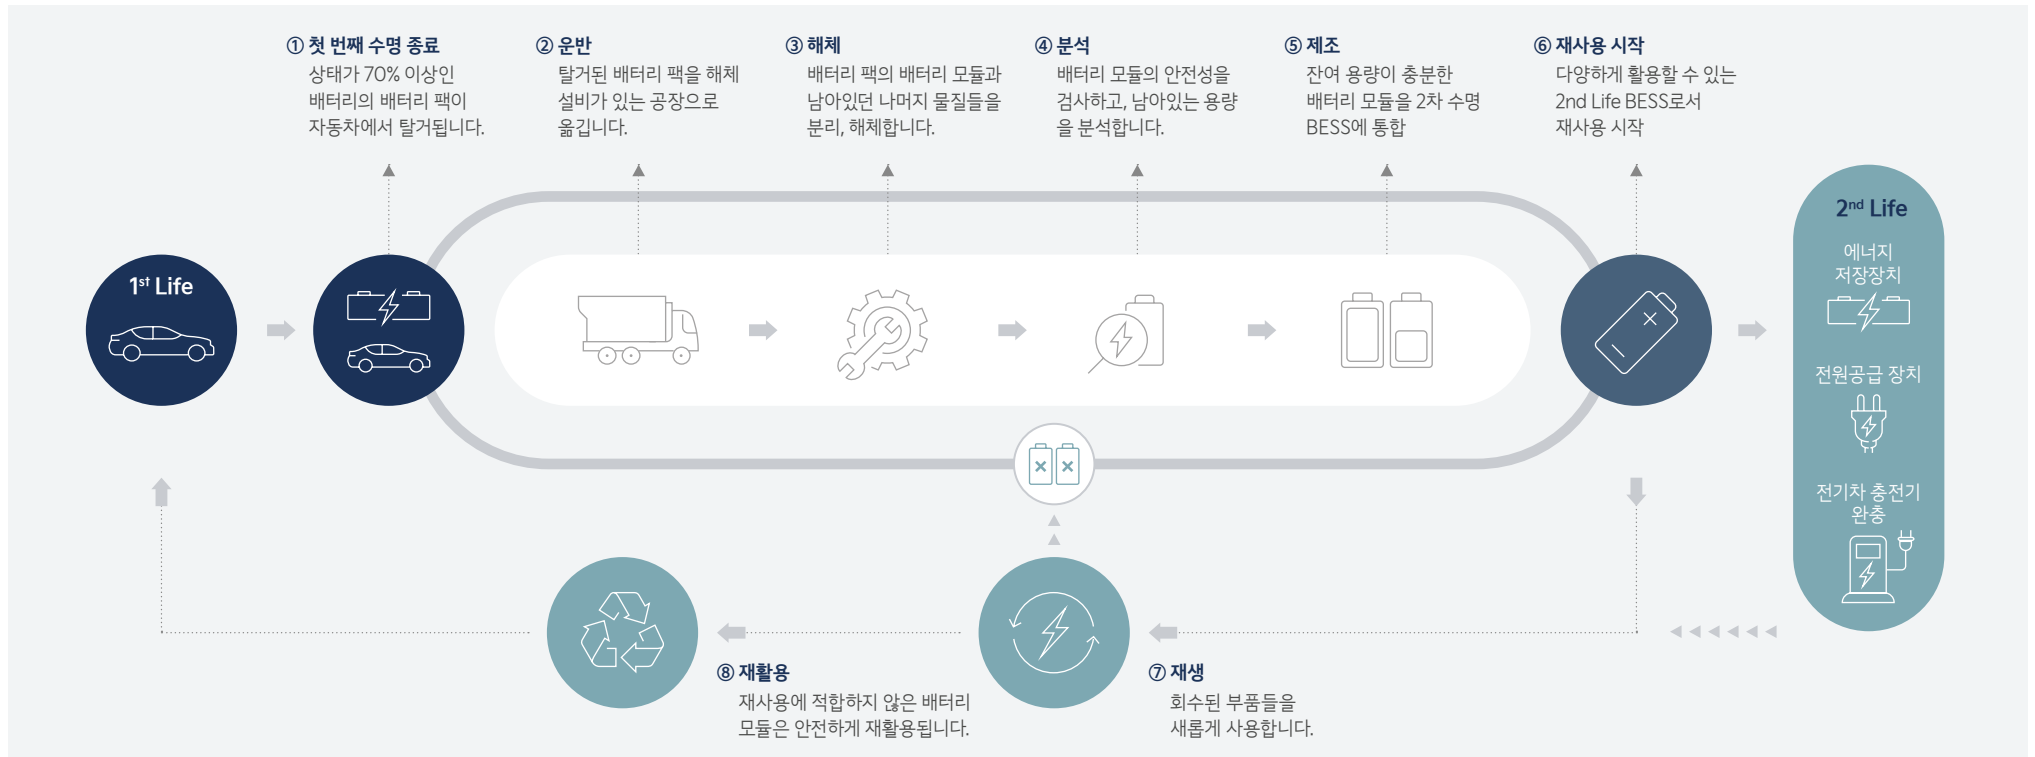 ① 첫 번째 수명 종료
상태가 70% 이상인
배터리의 배터리 팩이
자동차에서 탈거됩니다.
② 운반
탈거된 배터리 팩을 해체
설비가 있는 공장으로
옮깁니다.
③ 해체
배터리 팩의 배터리 모듈과
남아있던 나머지 물질들을
분리, 해체합니다.
④ 분석
배터리 모듈의 안전성을
검사하고, 남아있는 용량
을 분석합니다.
⑤ 제조
잔여 용량이 충분한
배터리 모듈을 2차 수명
BESS에 통합
⑥ 재사용 시작
다양하게 활용할 수 있는
2nd Life BESS로서
재사용 시작
1st Life
2nd Life
에너지
저장장치
전원공급 장치
전기차 충전기
완충
⑧ 재활용
재사용에 적합하지 않은 배터리
모듈은 안전하게 재활용됩니다.
⑦ 재생
회수된 부품들을
새롭게 사용합니다.